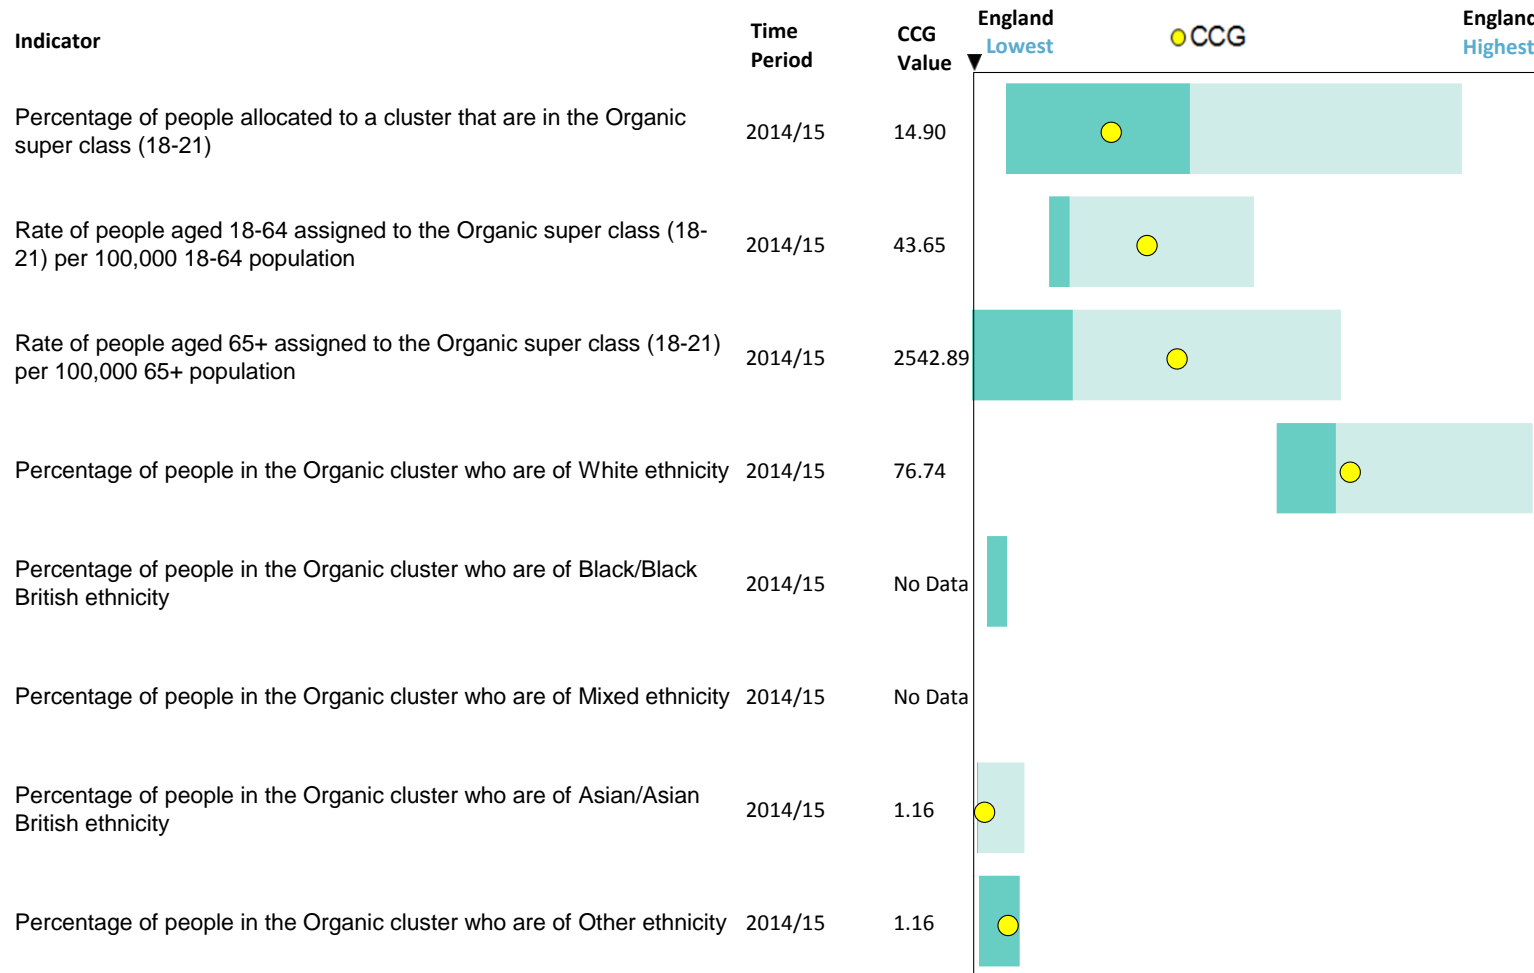 Indicator
Time
Period
CCG
Value
England
Lowest
CCG
England
Highest
Percentage of people allocated to a cluster that are in the Organic
super class (18-21)
2014/15
14.90
Rate of people aged 18-64 assigned to the Organic super class (18-
21) per 100,000 18-64 population
2014/15
43.65
Rate of people aged 65+ assigned to the Organic super class (18-21)
per 100,000 65+ population
2014/15
2542.89
Percentage of people in the Organic cluster who are of White ethnicity
2014/15
76.74
Percentage of people in the Organic cluster who are of Black/Black
British ethnicity
2014/15
No Data
Percentage of people in the Organic cluster who are of Mixed ethnicity
2014/15
No Data
Percentage of people in the Organic cluster who are of Asian/Asian
British ethnicity
2014/15
1.16
Percentage of people in the Organic cluster who are of Other ethnicity
2014/15
1.16